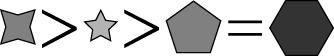 > > =